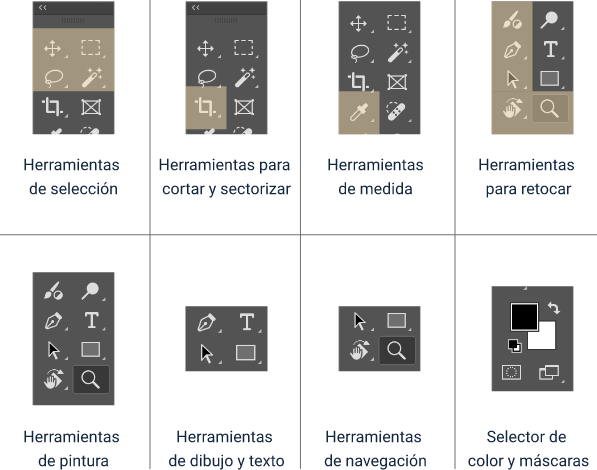 Herramientas
de selección
Herramientas para
cortar y sectorizar
Herramientas
de medida
Herramientas
para retocar
Herramientas
de pintura
Herramientas
de dibujo y texto
Herramientas
de navegación
Selector de
color y máscaras